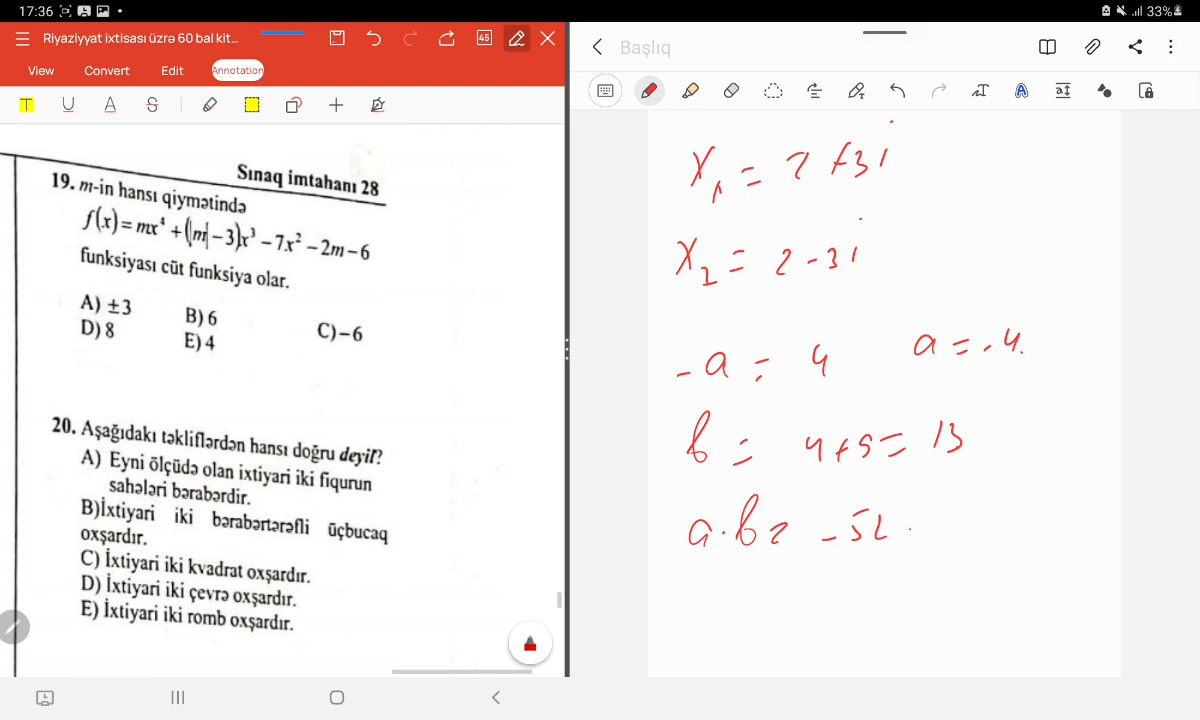 17:36
33%
Riyaziyyat ixtisası üzrə 60 bal kit...
45
View Convert Edit Annotation
Başlıq
Sınaq imtahanı 28
19. m-in hansı qiymətində
f(x) = mx⁴ + (|m| − 3)x³ − 7x² − 2m − 6
funksiyası cüt funksiya olar.
A) ±3 B) 6 C) −6
D) 8 E) 4
20. Aşağıdakı təkliflərdən hansı doğru deyil?
A) Eyni ölçüdə olan ixtiyari iki fiqurun
sahələri bərabərdir.
B)İxtiyari iki bərabərtərəfli üçbucaq
oxşardır.
C) İxtiyari iki kvadrat oxşardır.
D) İxtiyari iki çevrə oxşardır.
E) İxtiyari iki romb oxşardır.
x₁ = 2 + 3i
x₂ = 2 - 3i
-a = 4 a = -4.
b = 4 + 9 = 13
a · b = -52.